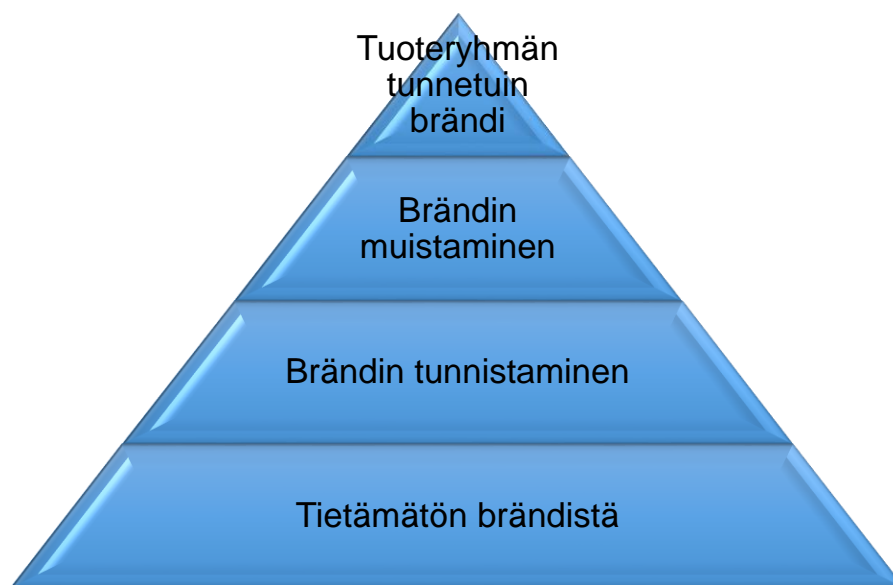 Tuoteryhmän
tunnetuin
brändi
Brändin
muistaminen
Brändin tunnistaminen
Tietämätön brändistä